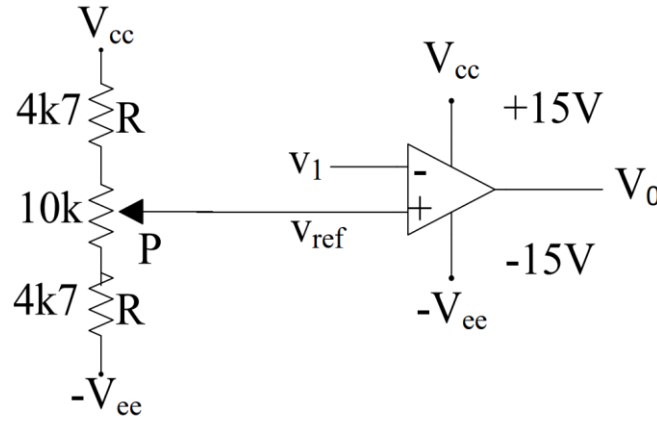 Vcc
4k7 R
10k
P
4k7 R
-Vee
v1
vref
-
+
Vcc
+15V
-15V
-Vee
V0